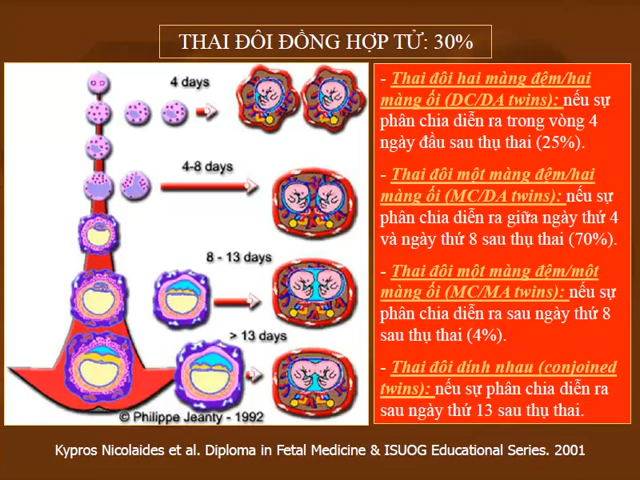 THAI ĐÔI ĐỒNG HỢP TỬ: 30%
4 days
4-8 days
8 - 13 days
> 13 days
© Philippe Jeanty - 1992
- Thai đôi hai màng đệm/hai
màng ối (DC/DA twins): nếu sự
phân chia diễn ra trong vòng 4
ngày đầu sau thụ thai (25%).
- Thai đôi một màng đệm/hai
màng ối (MC/DA twins): nếu sự
phân chia diễn ra giữa ngày thứ 4
và ngày thứ 8 sau thụ thai (70%).
- Thai đôi một màng đệm/một
màng ối (MC/MA twins): nếu sự
phân chia diễn ra sau ngày thứ 8
sau thụ thai (4%).
- Thai đôi dính nhau (conjoined
twins): nếu sự phân chia diễn ra
sau ngày thứ 13 sau thụ thai.
Kypros Nicolaides et al. Diploma in Fetal Medicine & ISUOG Educational Series. 2001